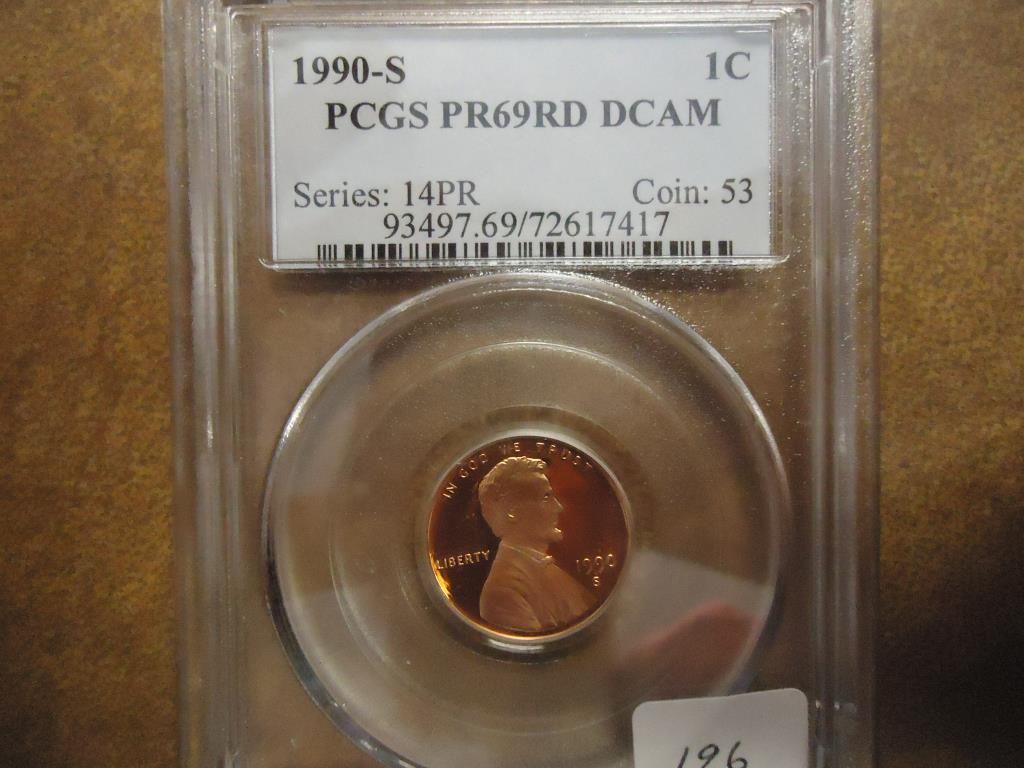 1990-S 1C
PCGS PR69RD DCAM
Series: 14PR Coin: 53
93497.69/72617417
IN GOD WE TRUST
LIBERTY 1990
S
196